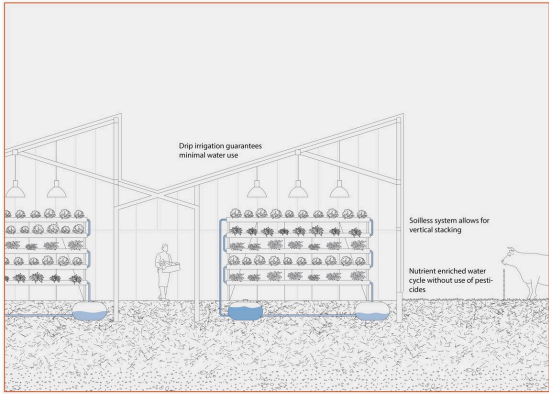 Drip irrigation guarantees
minimal water use
Soilless system allows for
vertical stacking
Nutrient enriched water
cycle without use of pesti-
cides